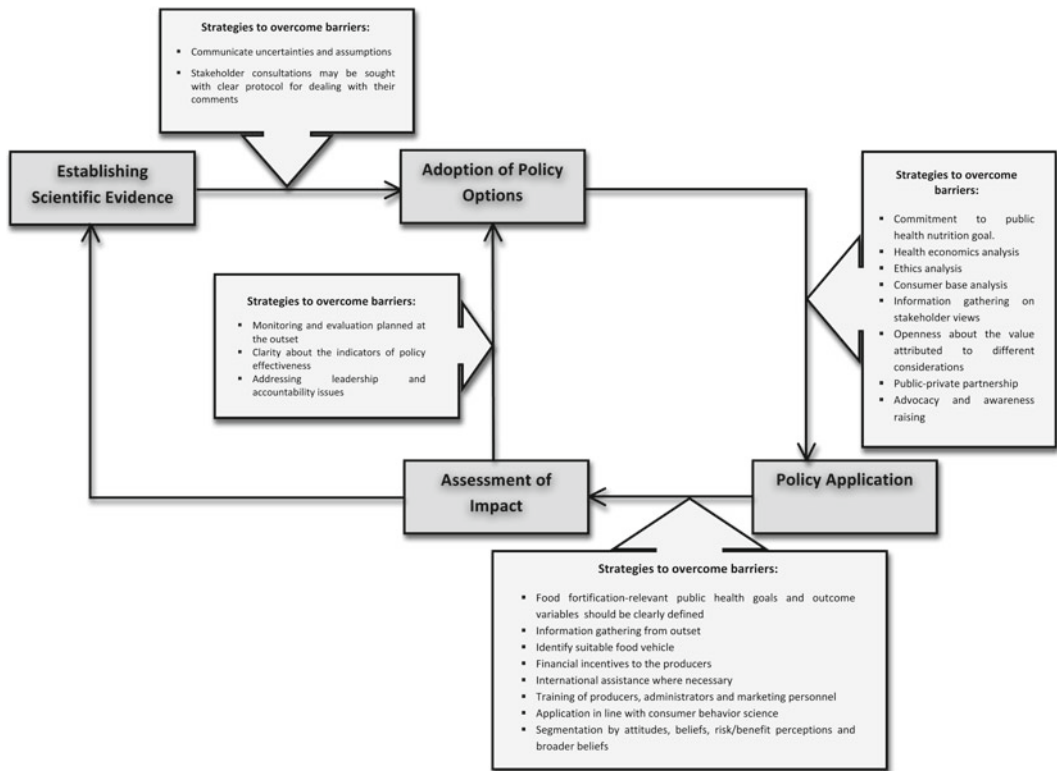 Strategies to overcome barriers:
▪ Communicate uncertainties and assumptions
▪ Stakeholder consultations may be sought
with clear protocol for dealing with their
comments
Establishing
Scientific Evidence
Adoption of Policy
Options
Strategies to overcome
barriers:
▪ Commitment to public
health nutrition goal.
▪ Health economics analysis
▪ Ethics analysis
▪ Consumer base analysis
▪ Information gathering on
stakeholder views
▪ Openness about the value
attributed to different
considerations
▪ Public-private partnership
▪ Advocacy and awareness
raising
Strategies to overcome barriers:
▪ Monitoring and evaluation planned at
the outset
▪ Clarity about the indicators of policy
effectiveness
▪ Addressing leadership and
accountability issues
Assessment of
Impact
Policy Application
Strategies to overcome barriers:
▪ Food fortification-relevant public health goals and outcome
variables should be clearly defined
▪ Information gathering from outset
▪ Identify suitable food vehicle
▪ Financial incentives to the producers
▪ International assistance where necessary
▪ Training of producers, administrators and marketing personnel
▪ Application in line with consumer behavior science
▪ Segmentation by attitudes, beliefs, risk/benefit perceptions and
broader beliefs